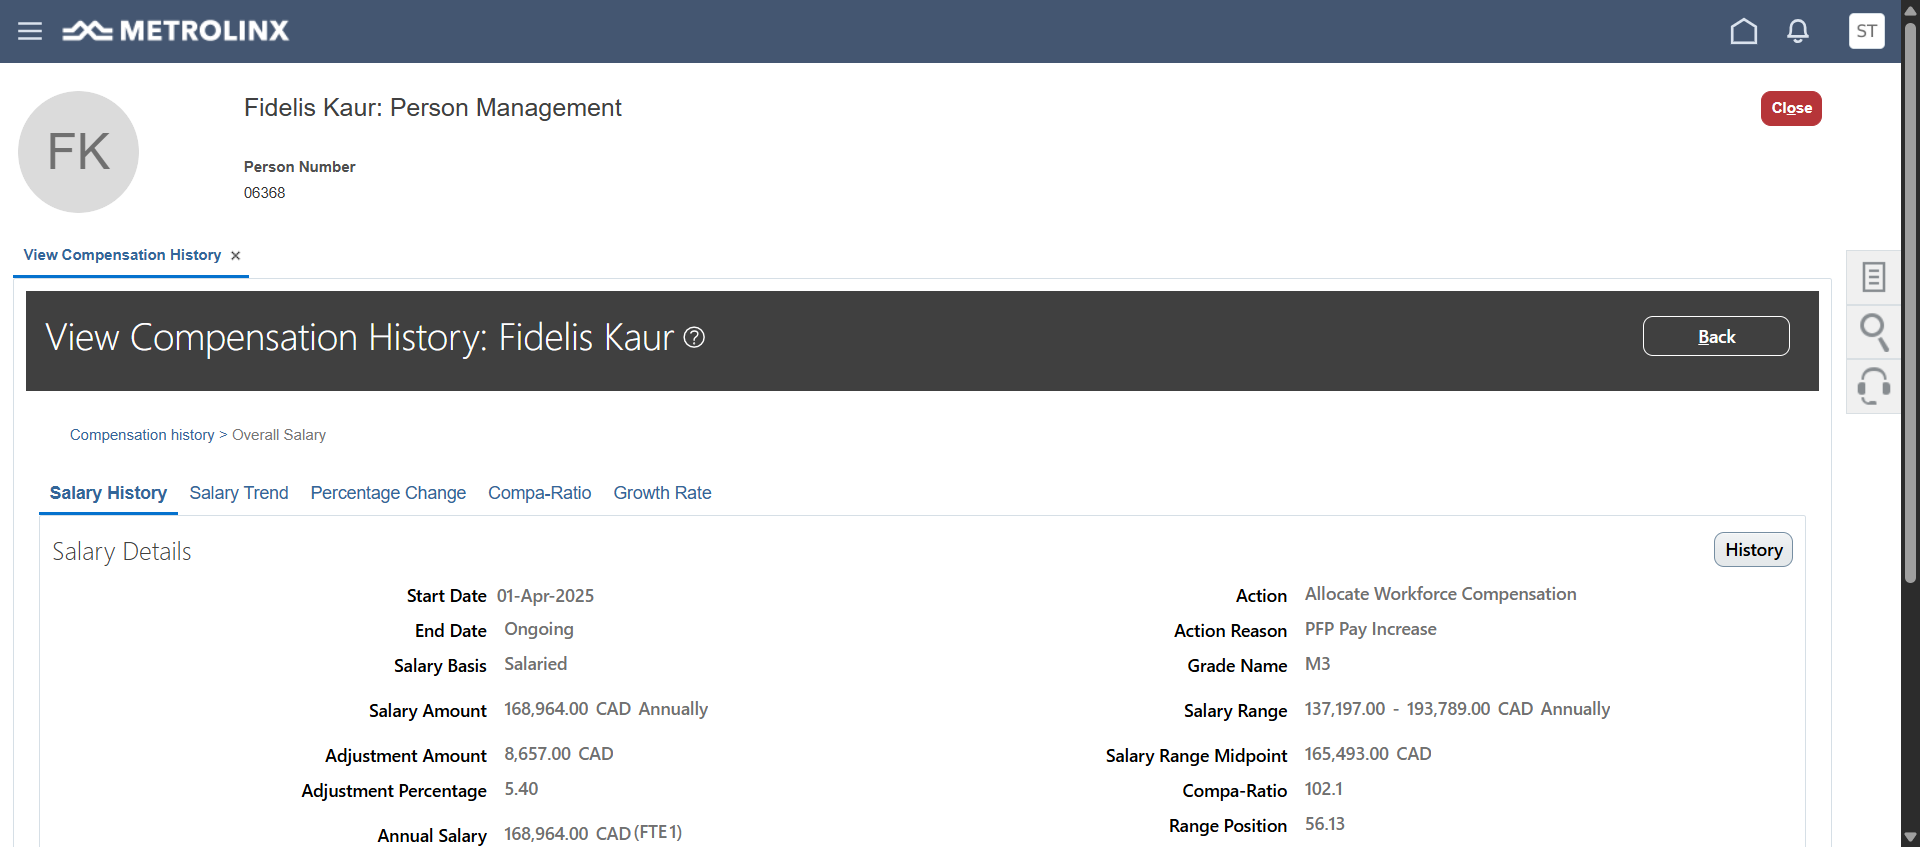 METROLINX
ST
FK
Fidelis Kaur: Person Management
Close
Person Number
06368
View Compensation History ×
View Compensation History: Fidelis Kaur ?
Back
Compensation history > Overall Salary
Salary History Salary Trend Percentage Change Compa-Ratio Growth Rate
Salary Details
History
Start Date 01-Apr-2025
Action Allocate Workforce Compensation
End Date Ongoing
Action Reason PFP Pay Increase
Salary Basis Salaried
Grade Name M3
Salary Amount 168,964.00 CAD Annually
Salary Range 137,197.00 - 193,789.00 CAD Annually
Adjustment Amount 8,657.00 CAD
Salary Range Midpoint 165,493.00 CAD
Adjustment Percentage 5.40
Compa-Ratio 102.1
Annual Salary 168,964.00 CAD (FTE 1)
Range Position 56.13